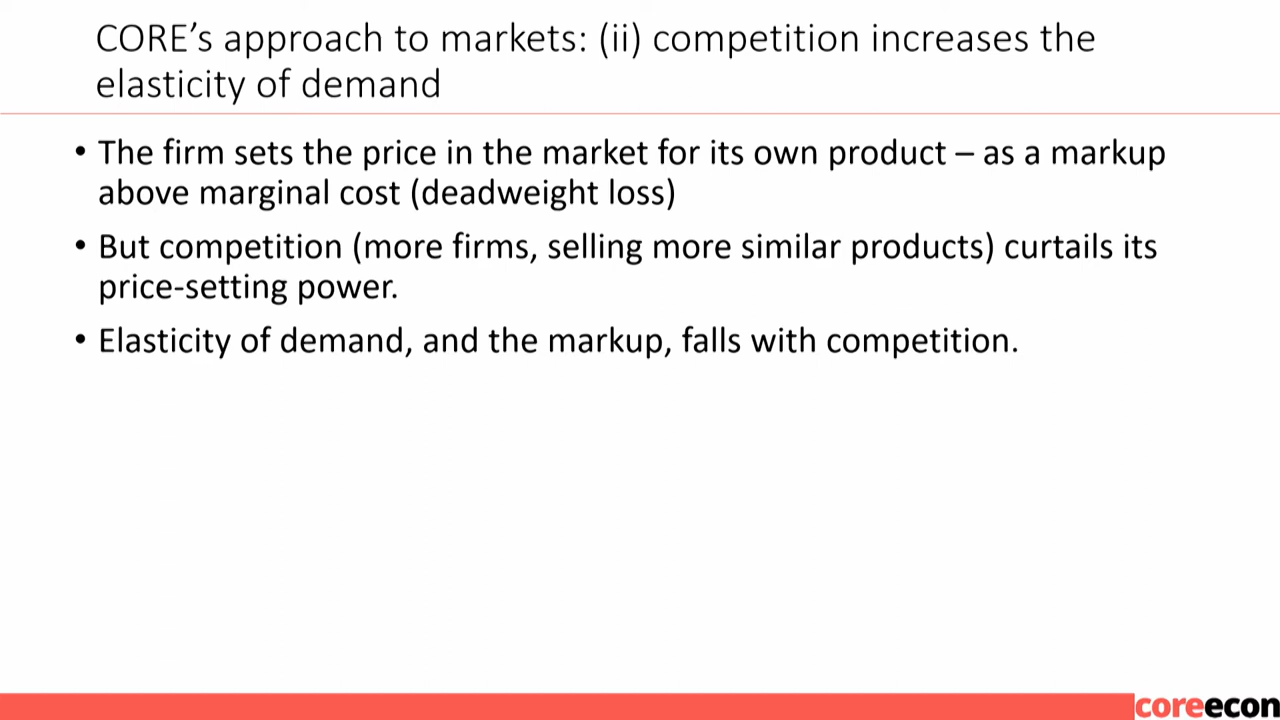 CORE’s approach to markets: (ii) competition increases the
elasticity of demand
• The firm sets the price in the market for its own product – as a markup
above marginal cost (deadweight loss)
• But competition (more firms, selling more similar products) curtails its
price-setting power.
• Elasticity of demand, and the markup, falls with competition.
coreecon